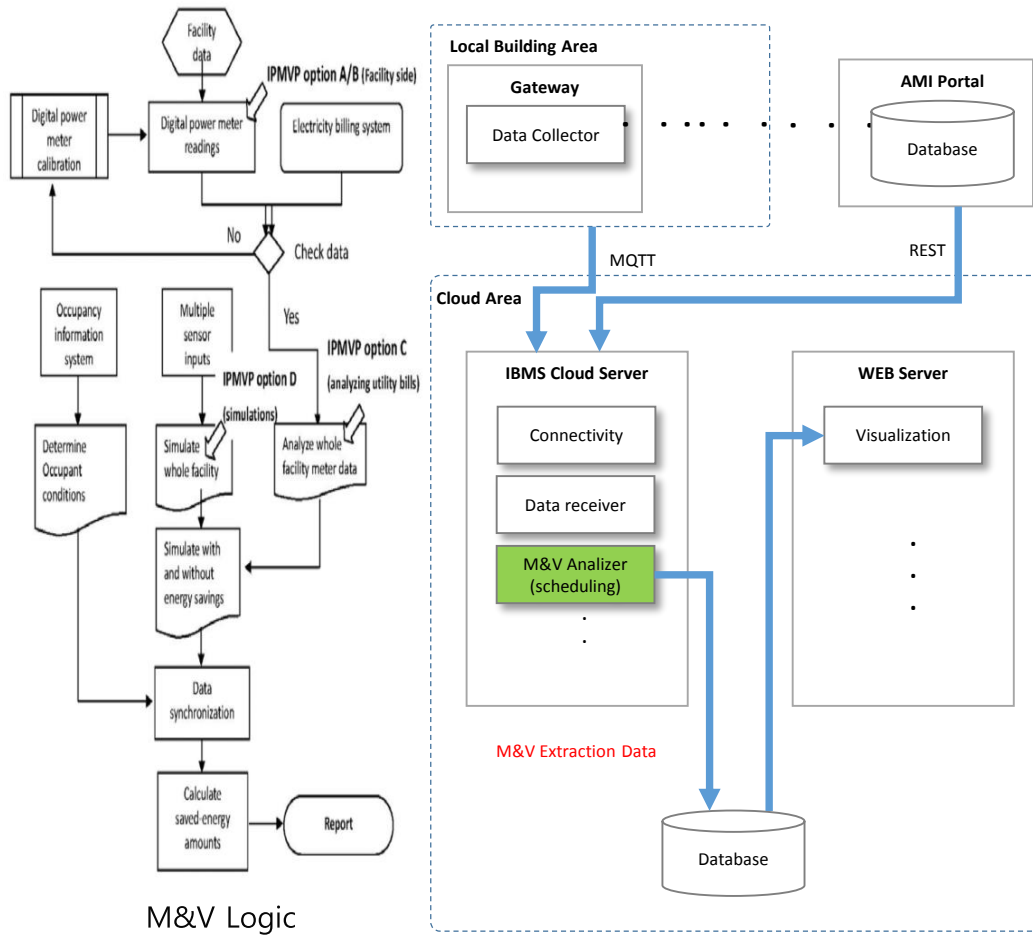 Facility
data
IPMVP option A/B (Facility side)
Digital power
meter
calibration
Digital power meter
readings
Electricity billing system
No
Check data
Yes
Occupancy
information
system
Multiple
sensor
inputs
IPMVP option C
(analyzing utility bills)
IPMVP option D
(simulations)
Determine
Occupant
conditions
Simulate
whole facility
Analyze whole
facility meter data
Simulate with
and without
energy savings
Data
synchronization
Calculate
saved-energy
amounts
Report
M&V Logic
Local Building Area
Gateway
Data Collector
AMI Portal
Database
MQTT
REST
Cloud Area
IBMS Cloud Server
Connectivity
Data receiver
M&V Analizer
(scheduling)
WEB Server
Visualization
M&V Extraction Data
Database